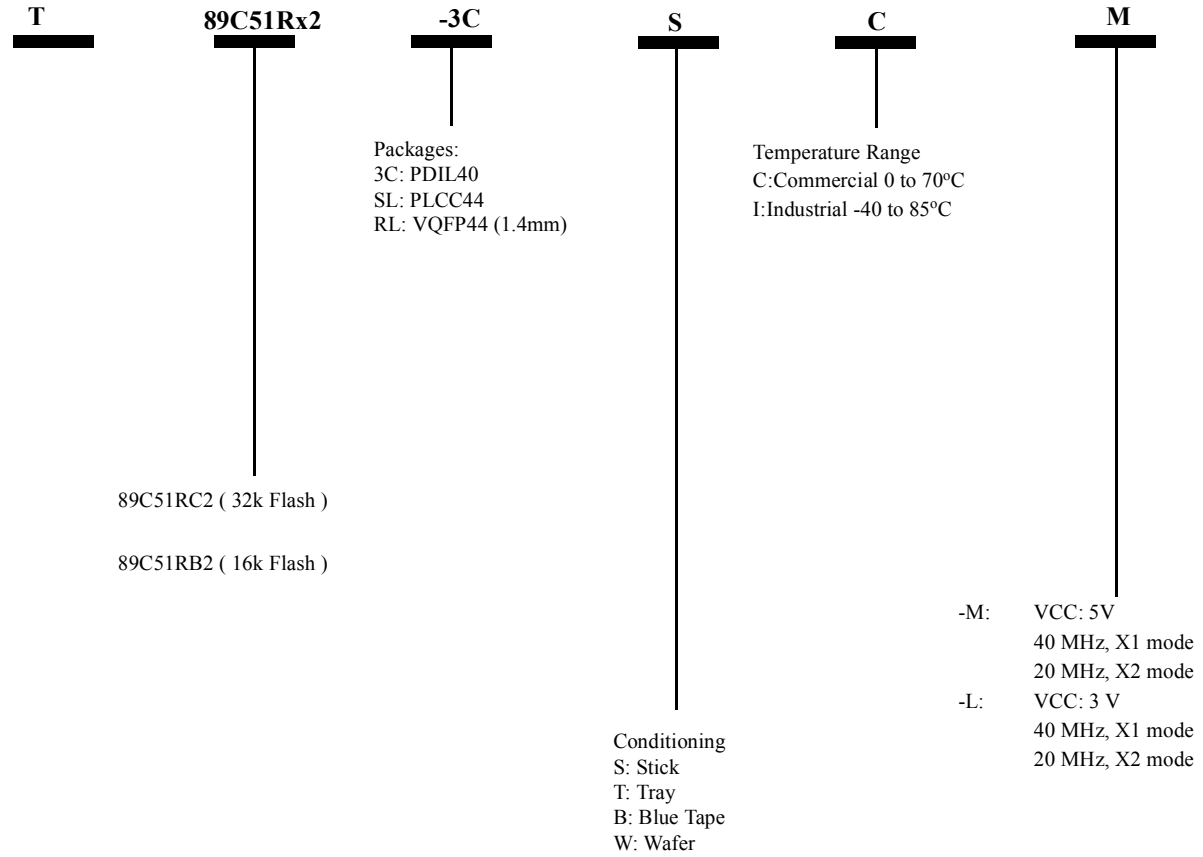 T 89C51Rx2 -3C S C M
Packages:
3C: PDIL40
SL: PLCC44
RL: VQFP44 (1.4mm)
Temperature Range
C:Commercial 0 to 70ºC
I:Industrial -40 to 85ºC
89C51RC2 ( 32k Flash )
89C51RB2 ( 16k Flash )
-M: VCC: 5V
40 MHz, X1 mode
20 MHz, X2 mode
-L: VCC: 3 V
40 MHz, X1 mode
20 MHz, X2 mode
Conditioning
S: Stick
T: Tray
B: Blue Tape
W: Wafer